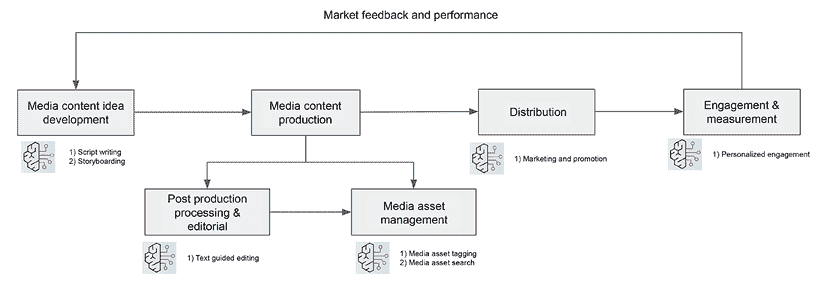 Market feedback and performance
Media content idea
development
Media content
production
Distribution
Engagement &
measurement
1) Script writing
2) Storyboarding
1) Marketing and promotion
1) Personalized engagement
Post production
processing &
editorial
Media asset
management
1) Text guided editing
1) Media asset tagging
2) Media asset search